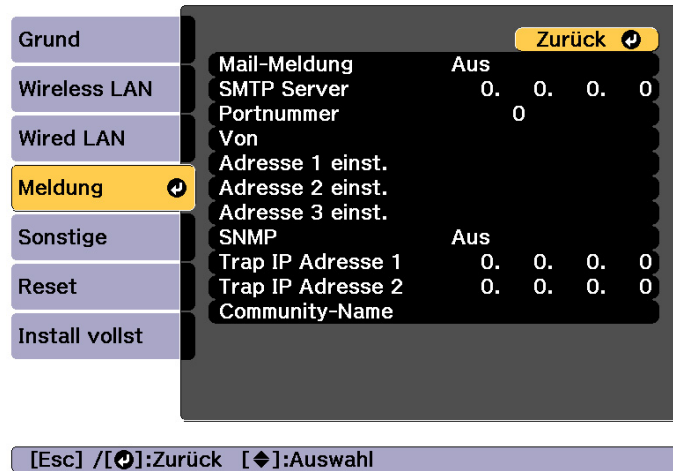 Grund
Wireless LAN
Wired LAN
Meldung
Sonstige
Reset
Install vollst
Zurück
Mail-Meldung Aus
SMTP Server 0. 0. 0. 0
Portnummer 0
Von
Adresse 1 einst.
Adresse 2 einst.
Adresse 3 einst.
SNMP Aus
Trap IP Adresse 1 0. 0. 0. 0
Trap IP Adresse 2 0. 0. 0. 0
Community-Name
[Esc] /[⏎]:Zurück [◆]:Auswahl